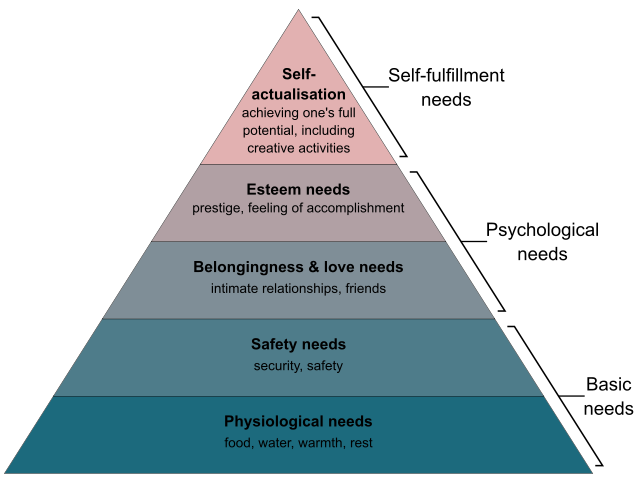 Self-
actualisation
achieving one's full
potential, including
creative activities
Self-fulfillment
needs
Esteem needs
prestige, feeling of accomplishment
Belongingness & love needs
intimate relationships, friends
Psychological
needs
Safety needs
security, safety
Physiological needs
food, water, warmth, rest
Basic
needs